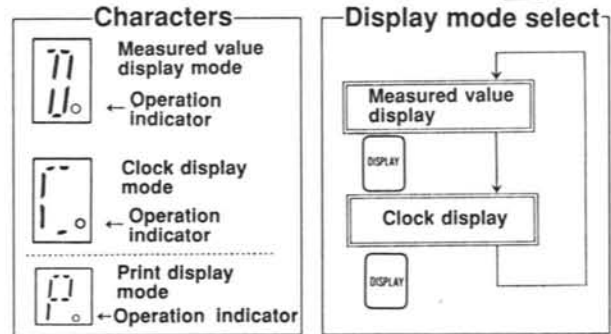 Characters
Measured value
display mode
← Operation
indicator
Clock display
mode
← Operation
indicator
P
Print display
mode
←Operation indicator
Display mode select
Measured value
display
DISPLAY
Clock display
DISPLAY